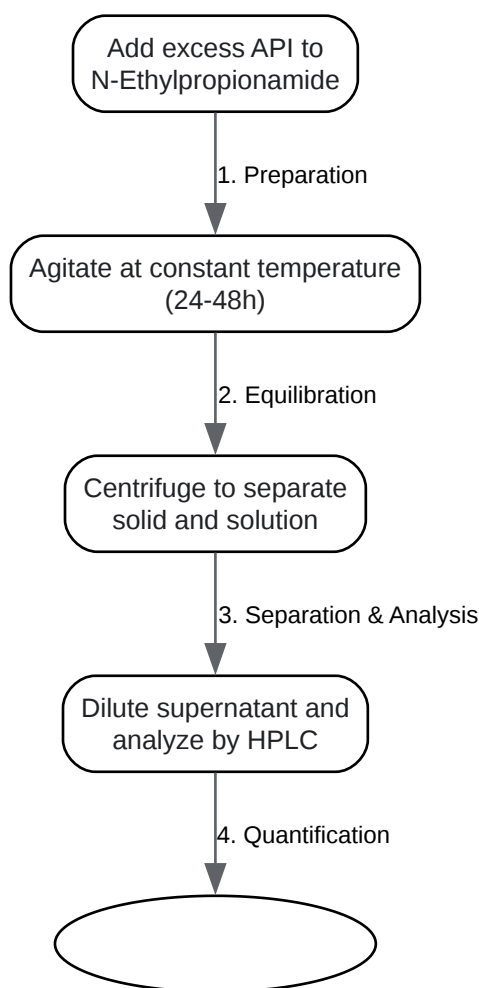 Add excess API to
N-Ethylpropionamide
1. Preparation
Agitate at constant temperature
(24-48h)
2. Equilibration
Centrifuge to separate
solid and solution
3. Separation & Analysis
Dilute supernatant and
analyze by HPLC
4. Quantification